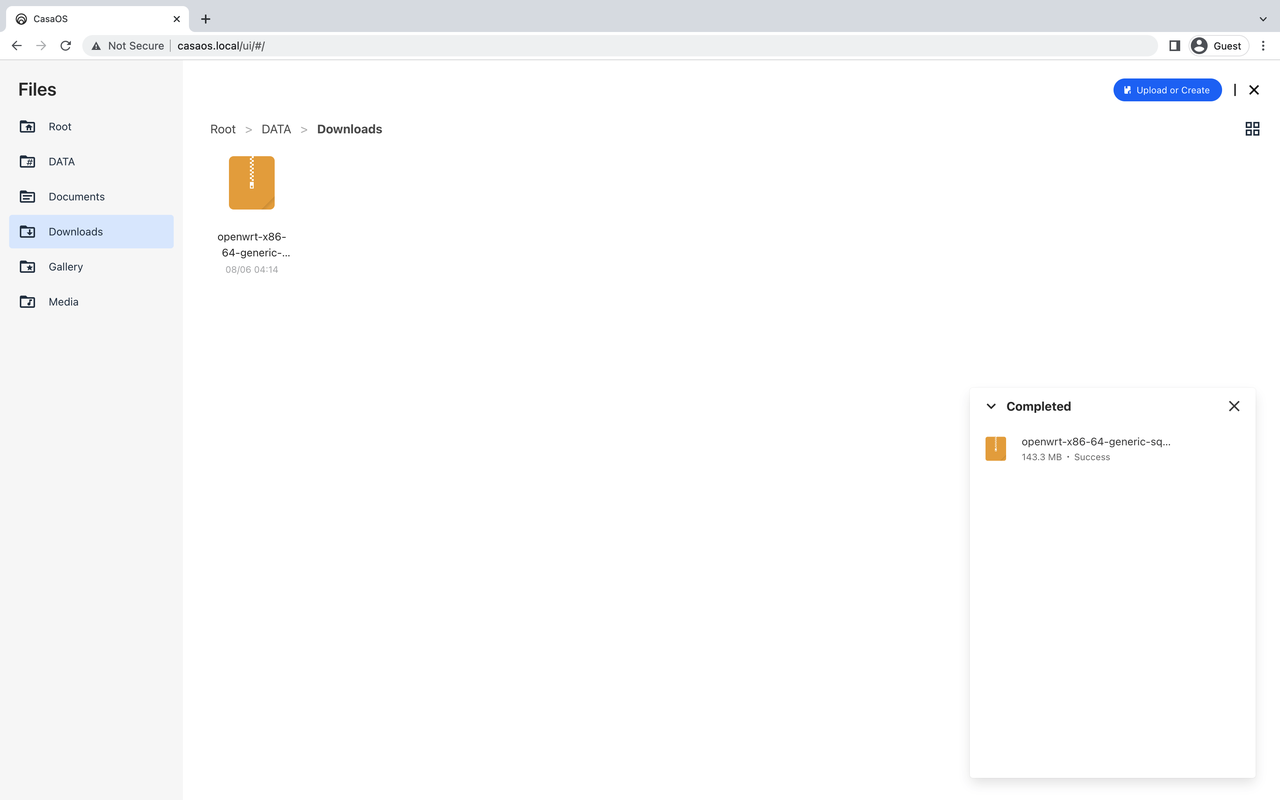 CasaOS
Not Secure
casaos.local/ui/#/
Guest
Files
Root
DATA
Documents
Downloads
Gallery
Media
Upload or Create
Root > DATA > Downloads
openwrt-x86-
64-generic-...
08/06 04:14
Completed
openwrt-x86-64-generic-sq...
143.3 MB • Success